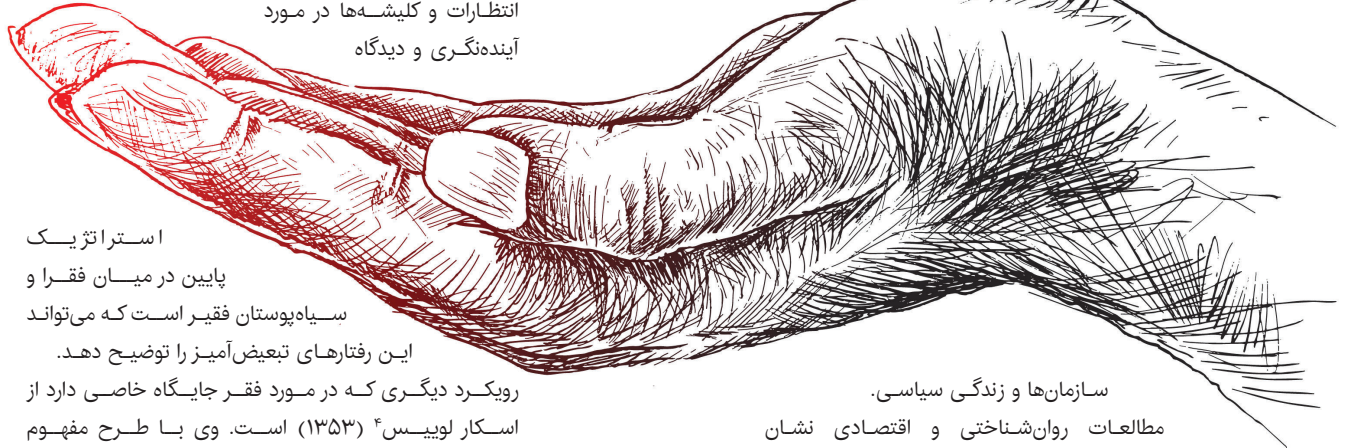 سازمان‌ها و زندگی سیاسی.
مطالعات روان‌شناختی و اقتصادی نشان
انتظارات و کلیشه‌ها در مورد
آینده‌نگری و دیدگاه
استراتژیک
پایین در میان فقرا و
سیاه‌پوستان فقیر است که می‌تواند
این رفتارهای تبعیض‌آمیز را توضیح دهد.
رویکرد دیگری که در مورد فقر جایگاه خاصی دارد از
اسکار لوییس⁴ (۱۳۵۳) است. وی با طرح مفهوم